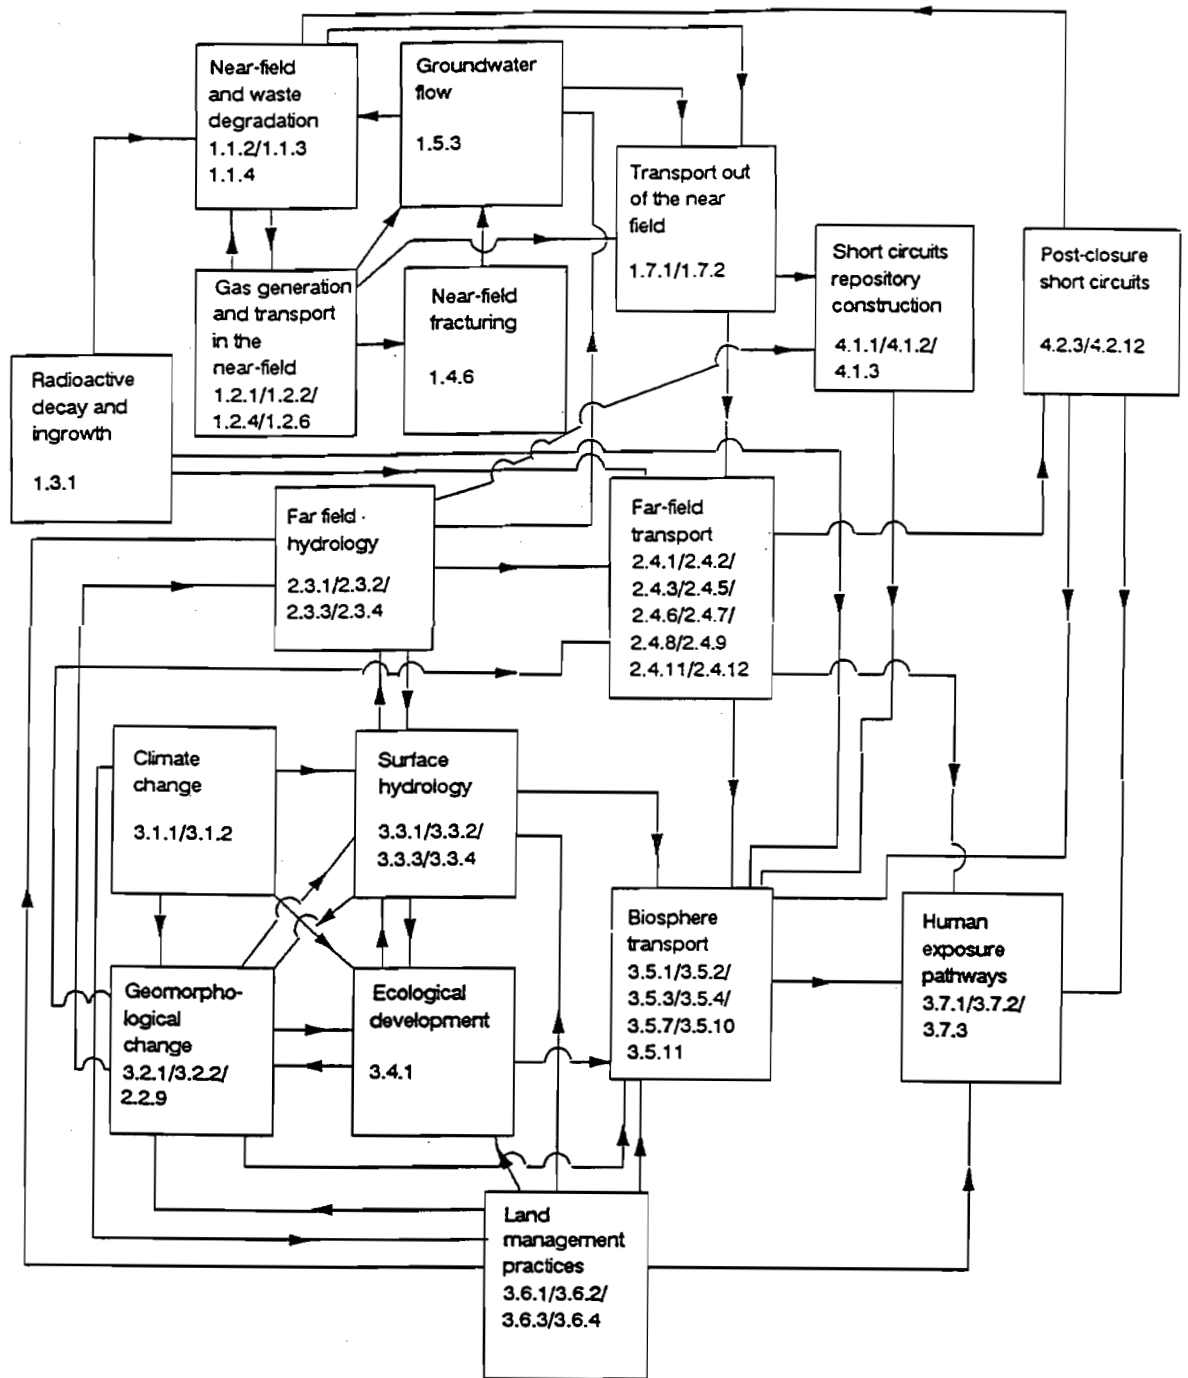 Near-field
and waste
degradation
1.1.2/1.1.3
1.1.4
Groundwater
flow
1.5.3
Transport out
of the near
field
1.7.1/1.7.2
Short circuits
repository
construction
4.1.1/4.1.2/
4.1.3
Post-closure
short circuits
4.2.3/4.2.12
Gas generation
and transport
in the
near-field
1.2.1/1.2.2/
1.2.4/1.2.6
Near-field
fracturing
1.4.6
Radioactive
decay and
ingrowth
1.3.1
Far field
hydrology
2.3.1/2.3.2/
2.3.3/2.3.4
Far-field
transport
2.4.1/2.4.2/
2.4.3/2.4.5/
2.4.6/2.4.7/
2.4.8/2.4.9
2.4.11/2.4.12
Climate
change
3.1.1/3.1.2
Surface
hydrology
3.3.1/3.3.2/
3.3.3/3.3.4
Biosphere
transport
3.5.1/3.5.2/
3.5.3/3.5.4/
3.5.7/3.5.10
3.5.11
Human
exposure
pathways
3.7.1/3.7.2/
3.7.3
Geomorpho-
logical
change
3.2.1/3.2.2/
2.2.9
Ecological
development
3.4.1
Land
management
practices
3.6.1/3.6.2/
3.6.3/3.6.4